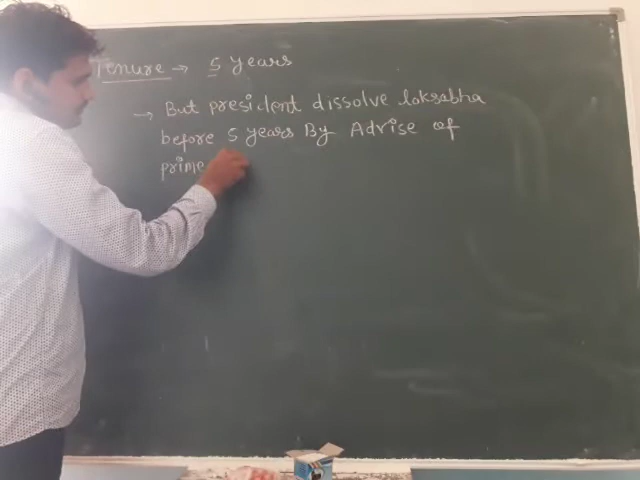 Tenure → 5 years
→ But president dissolve loksabha
before 5 years By Advise of
prime